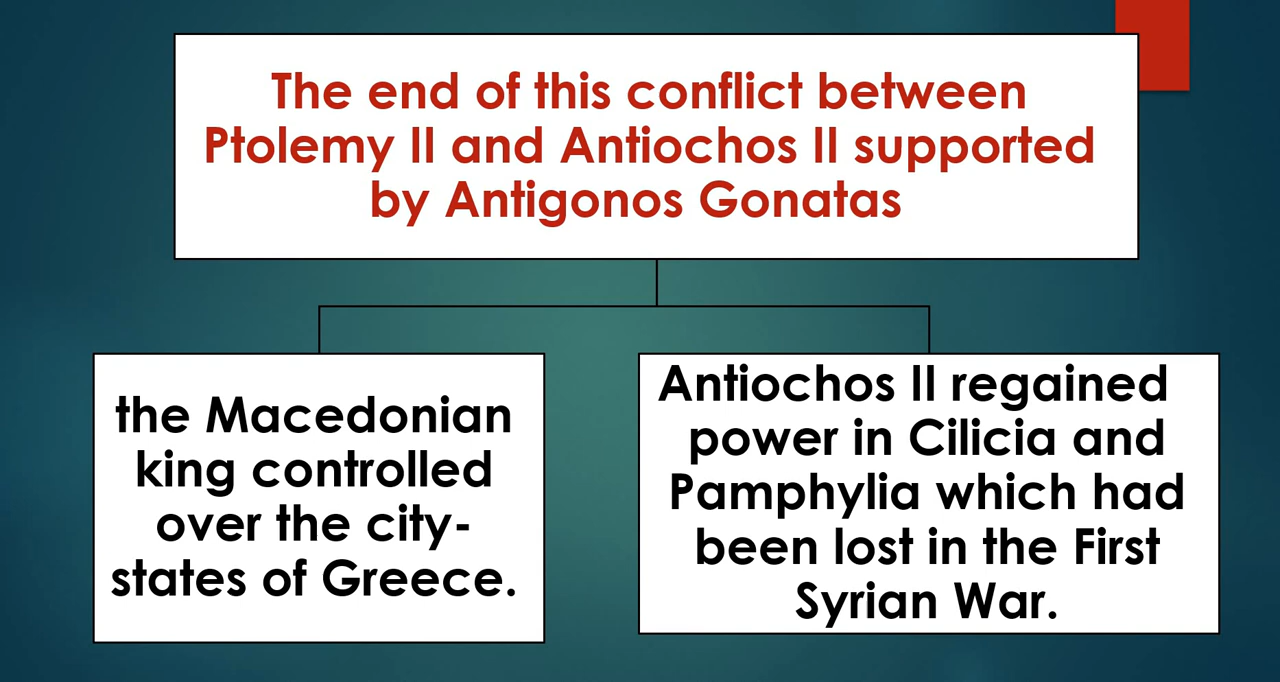 The end of this conflict between
Ptolemy II and Antiochos II supported
by Antigonos Gonatas
the Macedonian
king controlled
over the city-
states of Greece.
Antiochos II regained
power in Cilicia and
Pamphylia which had
been lost in the First
Syrian War.